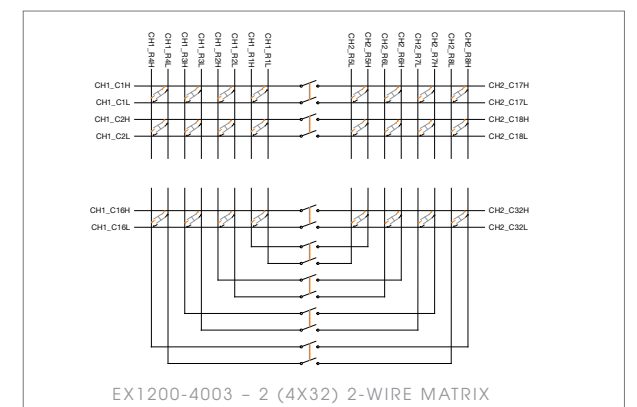 CH1_R4H
CH1_R4L
CH1_R3H
CH1_R3L
CH1_R2H
CH1_R2L
CH1_R1H
CH1_R1L
CH2_R5L
CH2_R5H
CH2_R6L
CH2_R6H
CH2_R7L
CH2_R7H
CH2_R8L
CH2_R8H
CH1_C1H
CH2_C17H
CH1_C1L
CH2_C17L
CH1_C2H
CH2_C18H
CH1_C2L
CH2_C18L
CH1_C16H
CH2_C32H
CH1_C16L
CH2_C32L
EX1200-4003 – 2 (4X32) 2-WIRE MATRIX